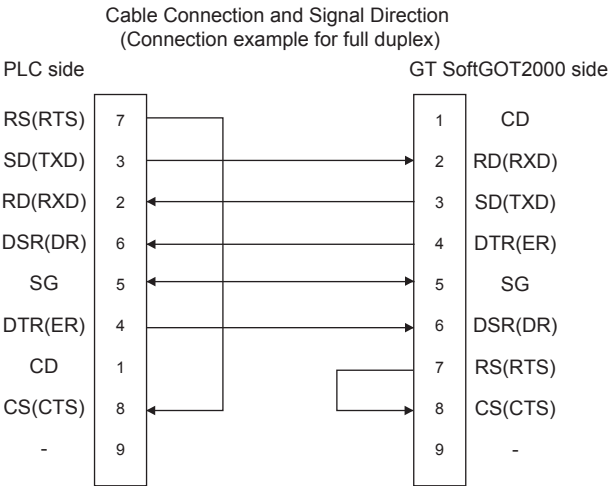 Cable Connection and Signal Direction
(Connection example for full duplex)
PLC side GT SoftGOT2000 side
RS(RTS) 7 1 CD
SD(TXD) 3 2 RD(RXD)
RD(RXD) 2 3 SD(TXD)
DSR(DR) 6 4 DTR(ER)
SG 5 5 SG
DTR(ER) 4 6 DSR(DR)
CD 1 7 RS(RTS)
CS(CTS) 8 8 CS(CTS)
- 9 9 -